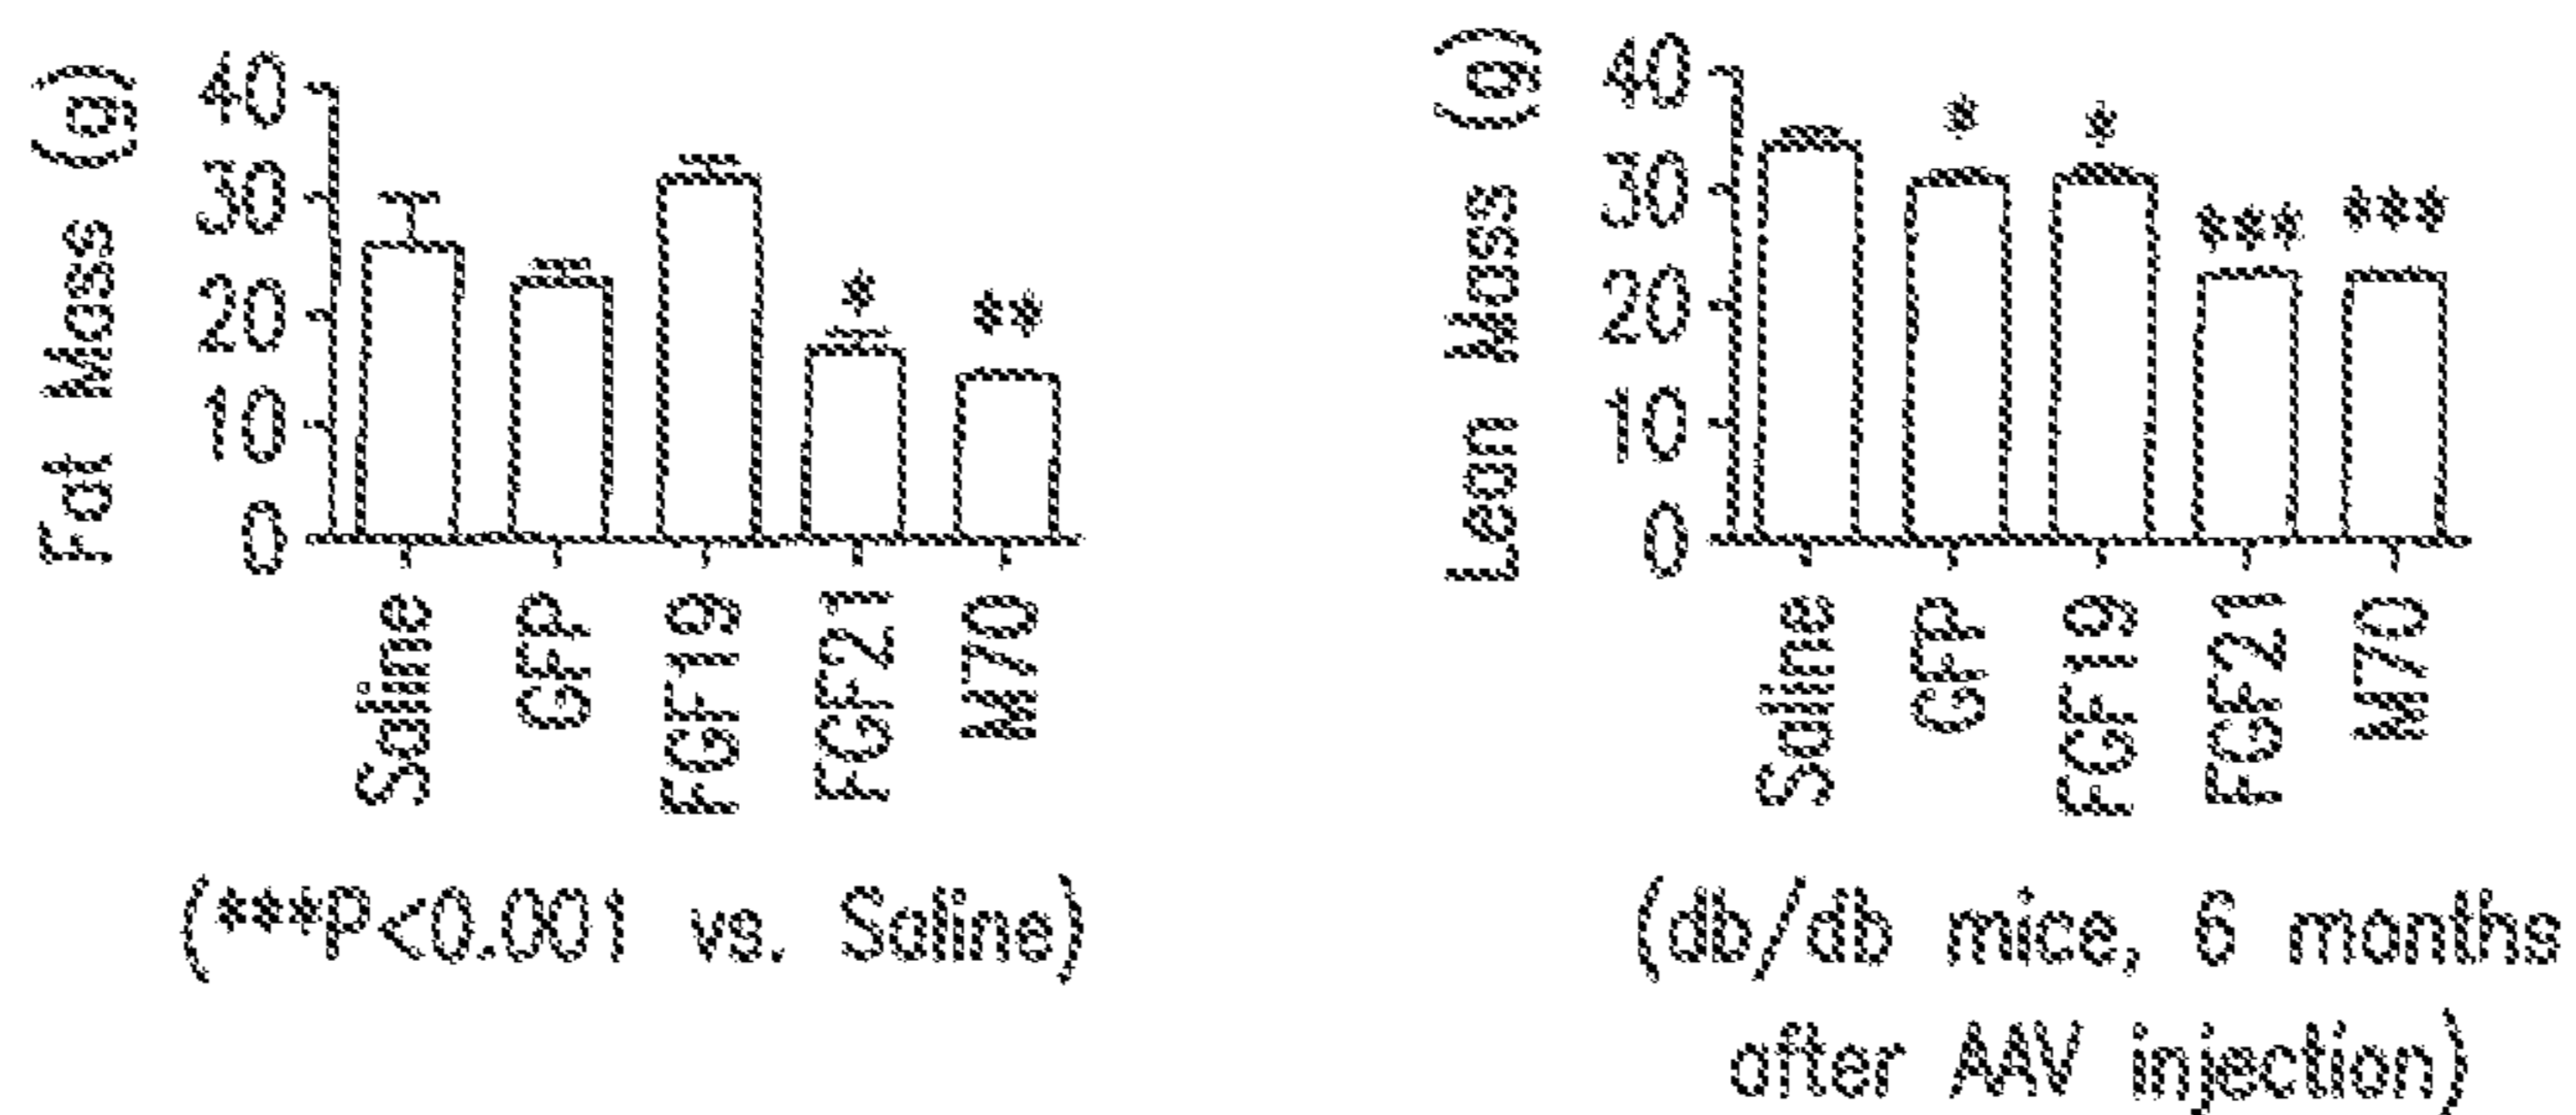 Fat Mass (g)
40
30
20
10
0
*
**
Saline
GFP
FGF19
FGF21
M70
(***P<0.001 vs. Saline)
Lean Mass (g)
40
30
20
10
0
*
*
***
***
Saline
GFP
FGF19
FGF21
M70
(db/db mice, 6 months
after AAV injection)